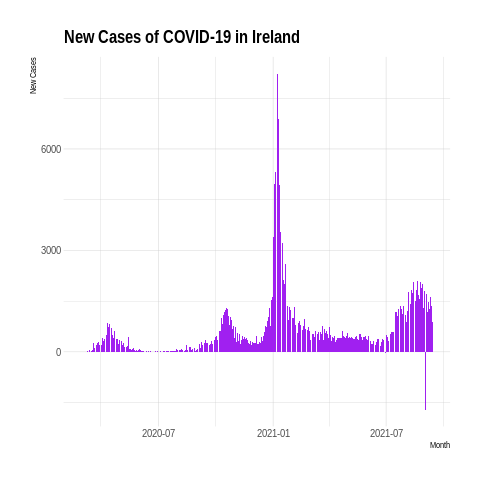 New Cases of COVID-19 in Ireland
New Cases
6000
3000
0
2020-07
2021-01
2021-07
Month